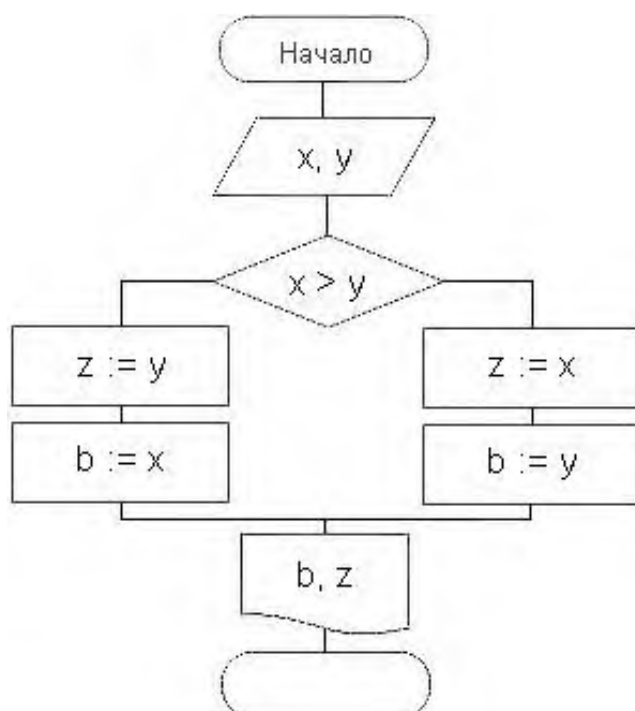 Начало
x, y
x > y
z := y
b := x
z := x
b := y
b, z